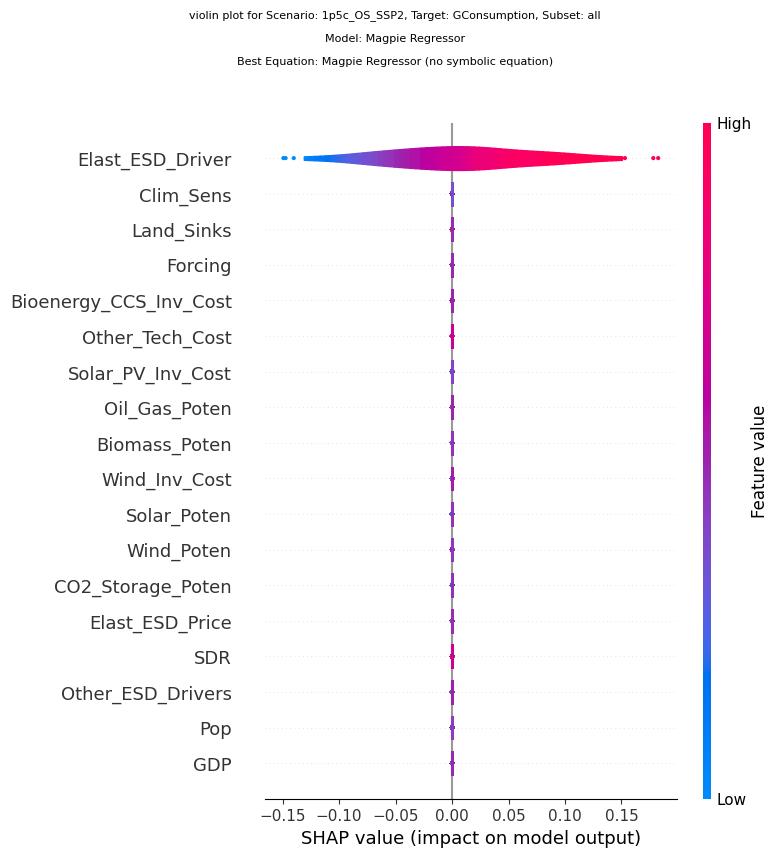 violin plot for Scenario: 1p5c_OS_SSP2, Target: GConsumption, Subset: all
Model: Magpie Regressor
Best Equation: Magpie Regressor (no symbolic equation)
High
Elast_ESD_Driver
Clim_Sens
Land_Sinks
Forcing
Bioenergy_CCS_Inv_Cost
Other_Tech_Cost
Solar_PV_Inv_Cost
Oil_Gas_Poten
Biomass_Poten
Wind_Inv_Cost
Solar_Poten
Wind_Poten
CO2_Storage_Poten
Elast_ESD_Price
SDR
Other_ESD_Drivers
Pop
GDP
Feature value
Low
−0.15 −0.10 −0.05 0.00 0.05 0.10 0.15
SHAP value (impact on model output)